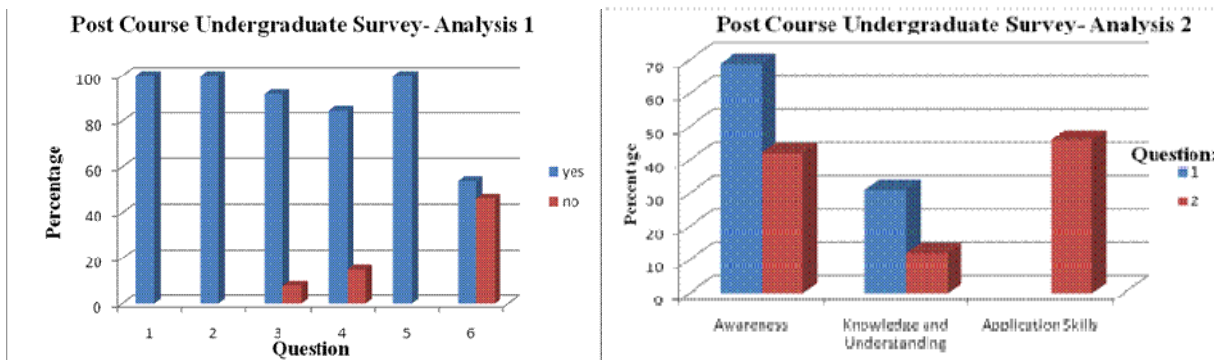 Post Course Undergraduate Survey- Analysis 1
100
80
60
40
20
0
Percentage
1 2 3 4 5 6
Question
yes
no
Post Course Undergraduate Survey- Analysis 2
70
60
50
40
30
20
10
0
Percentage
Awareness
Knowledge and
Understanding
Application Skills
Question:
1
2